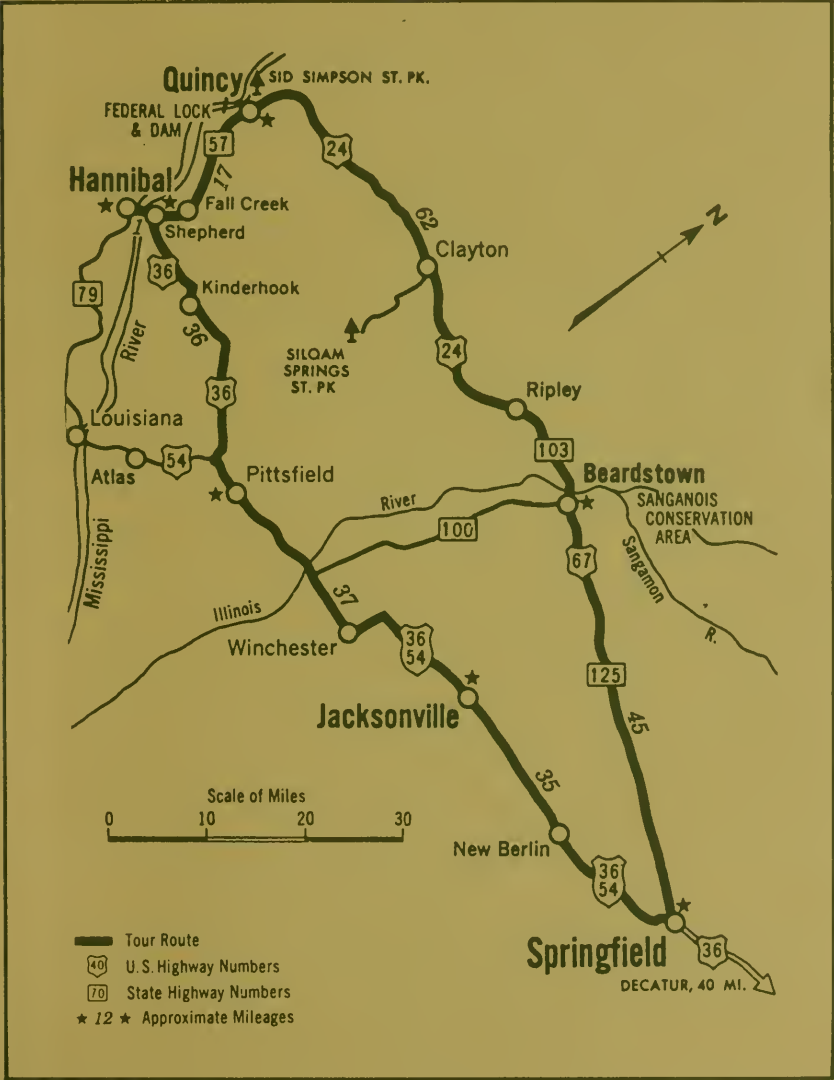 Quincy
SID SIMPSON ST. PK.
FEDERAL LOCK
& DAM
57
24
17
Hannibal
Fall Creek
1
Shepherd
62
Clayton
N
36
79
Kinderhook
36
River
SILOAM
SPRINGS
ST. PK
24
36
Ripley
Louisiana
103
54
Atlas
Pittsfield
Beardstown
River
SANGANOIS
CONSERVATION
AREA
100
Mississippi
67
Sangamon
R.
37
Illinois
Winchester
36
54
125
Jacksonville
45
35
Scale of Miles
0 10 20 30
New Berlin
36
54
Tour Route
40 U.S. Highway Numbers
70 State Highway Numbers
12 Approximate Mileages
Springfield
36
DECATUR, 40 MI.